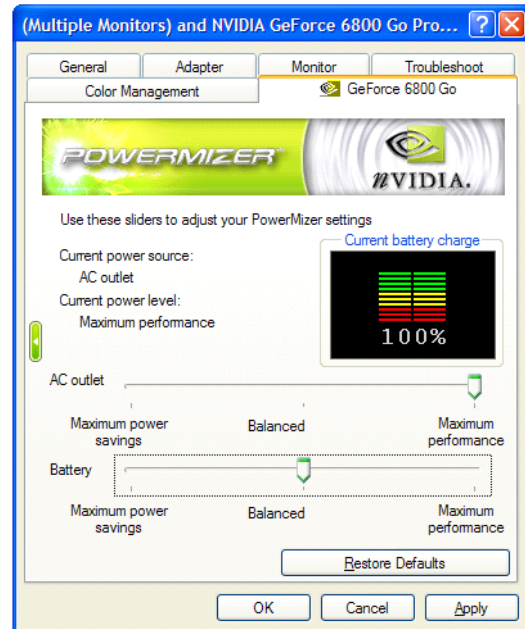 (Multiple Monitors) and NVIDIA GeForce 6800 Go Pro... ?
General Adapter Monitor Troubleshoot
Color Management GeForce 6800 Go
POWERMIZER™ nVIDIA.
Use these sliders to adjust your PowerMizer settings
Current power source:
AC outlet
Current power level:
Maximum performance
Current battery charge
100%
AC outlet
Maximum power savings Balanced Maximum performance
Battery
Maximum power savings Balanced Maximum performance
Restore Defaults
OK Cancel Apply